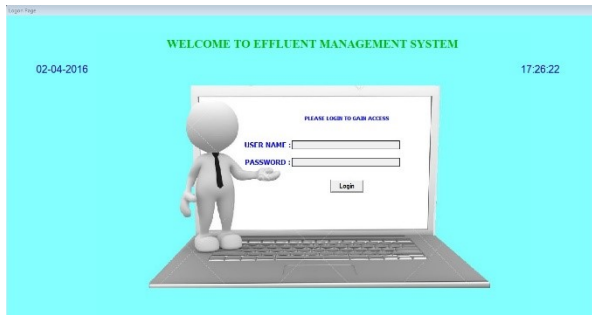 Login Page
WELCOME TO EFFLUENT MANAGEMENT SYSTEM
02-04-2016 17:26:22
PLEASE LOGIN TO GAIN ACCESS
USER NAME :
PASSWORD :
Login